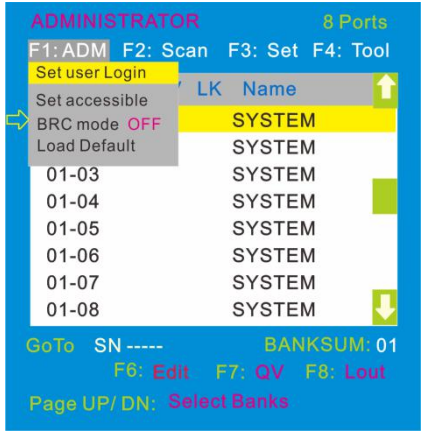 ADMINISTRATOR 8 Ports
F1: ADM F2: Scan F3: Set F4: Tool
Set user Login
LK Name
Set accessible
BRC mode OFF SYSTEM
Load Default SYSTEM
01-03 SYSTEM
01-04 SYSTEM
01-05 SYSTEM
01-06 SYSTEM
01-07 SYSTEM
01-08 SYSTEM
GoTo SN ----- BANKSUM: 01
F6: Edit F7: QV F8: Lout
Page UP/ DN: Select Banks